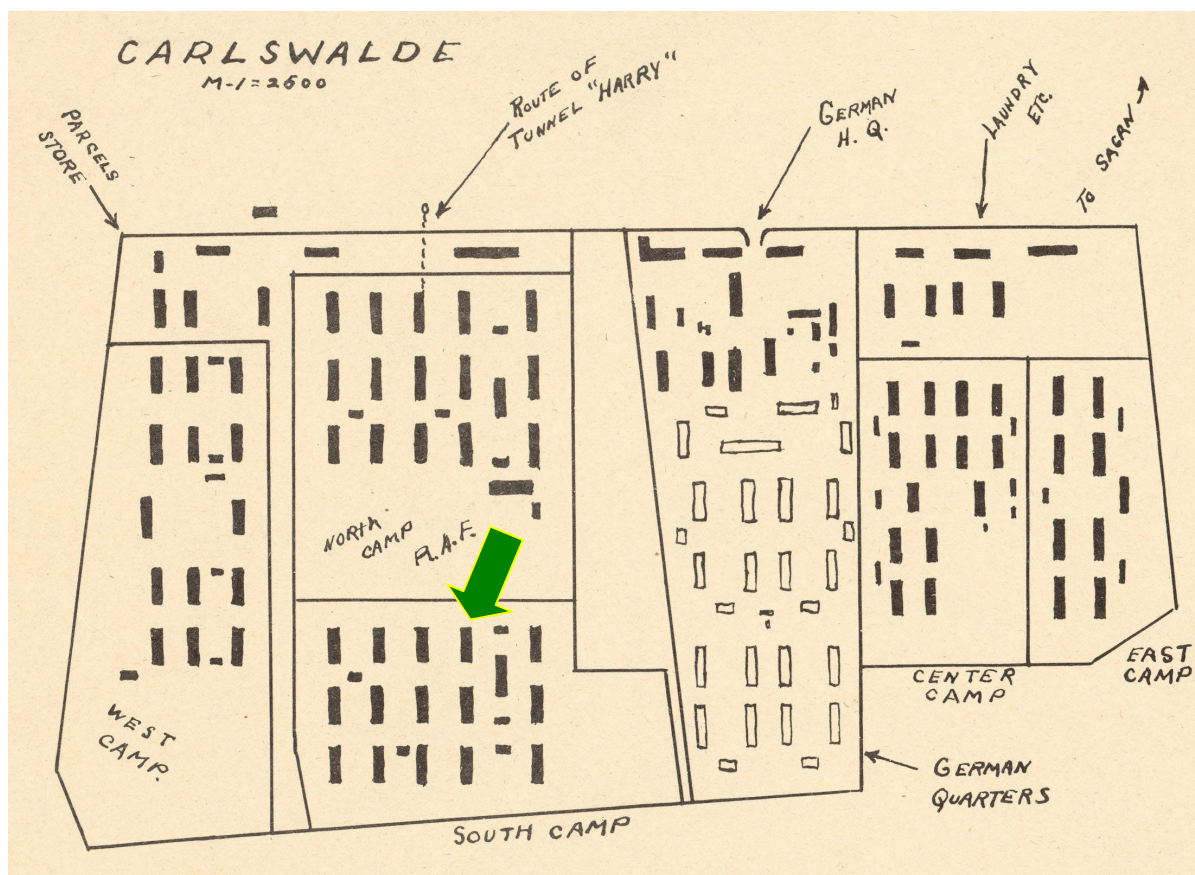 CARLSWALDE
M-1=2500
PARCELS
STORE
ROUTE OF
TUNNEL "HARRY"
GERMAN
H. Q.
LAUNDRY
ETC.
TO SAGAN
NORTH
CAMP R.A.F.
WEST
CAMP.
SOUTH CAMP
CENTER
CAMP
EAST
CAMP
GERMAN
QUARTERS